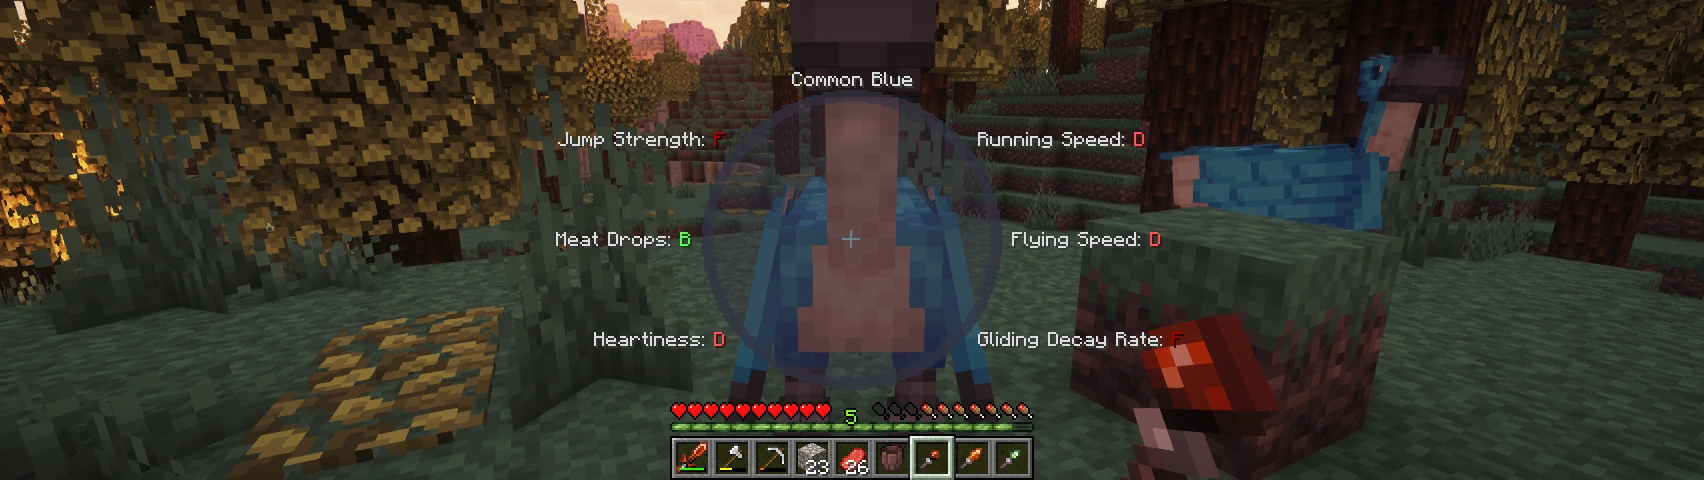 Common Blue
Jump Strength: F
Running Speed: D
Meat Drops: B
Flying Speed: D
Heartiness: D
Gliding Decay Rate: F
5
23
26